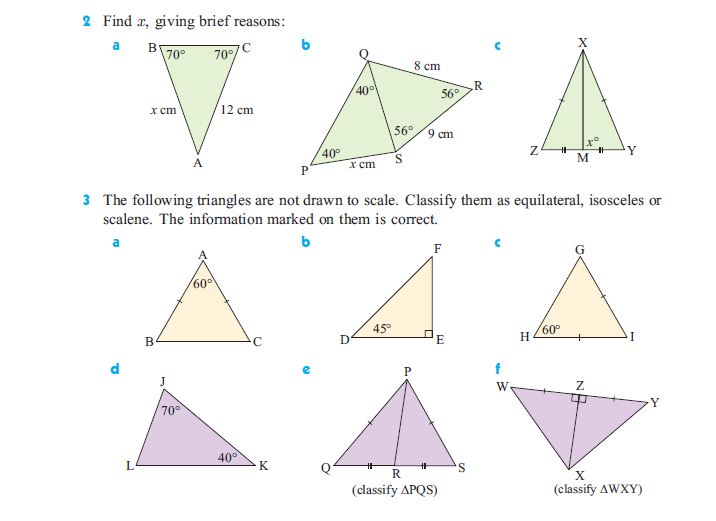 2 Find x, giving brief reasons:
a
B 70° 70° C
x cm 12 cm
A
b
Q
8 cm
40° 56° R
56° 9 cm
40° S
P x cm
c
X
x°
Z M Y
3 The following triangles are not drawn to scale. Classify them as equilateral, isosceles or
scalene. The information marked on them is correct.
a
A
60°
B C
b
F
45°
D E
c
G
60°
H I
d
J
70°
40°
L K
e
P
Q R S
(classify ΔPQS)
f
W Z Y
X
(classify ΔWXY)